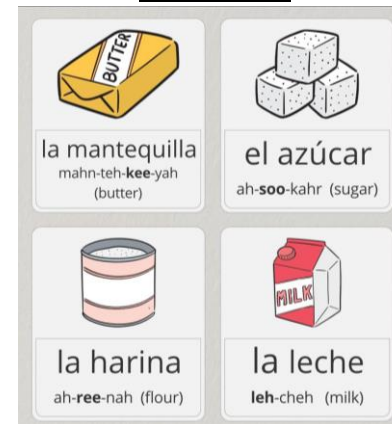 BUTTER
la mantequilla
mahn-teh-kee-yah
(butter)
el azúcar
ah-soo-kahr (sugar)
la harina
ah-ree-nah (flour)
MILK
la leche
leh-cheh (milk)